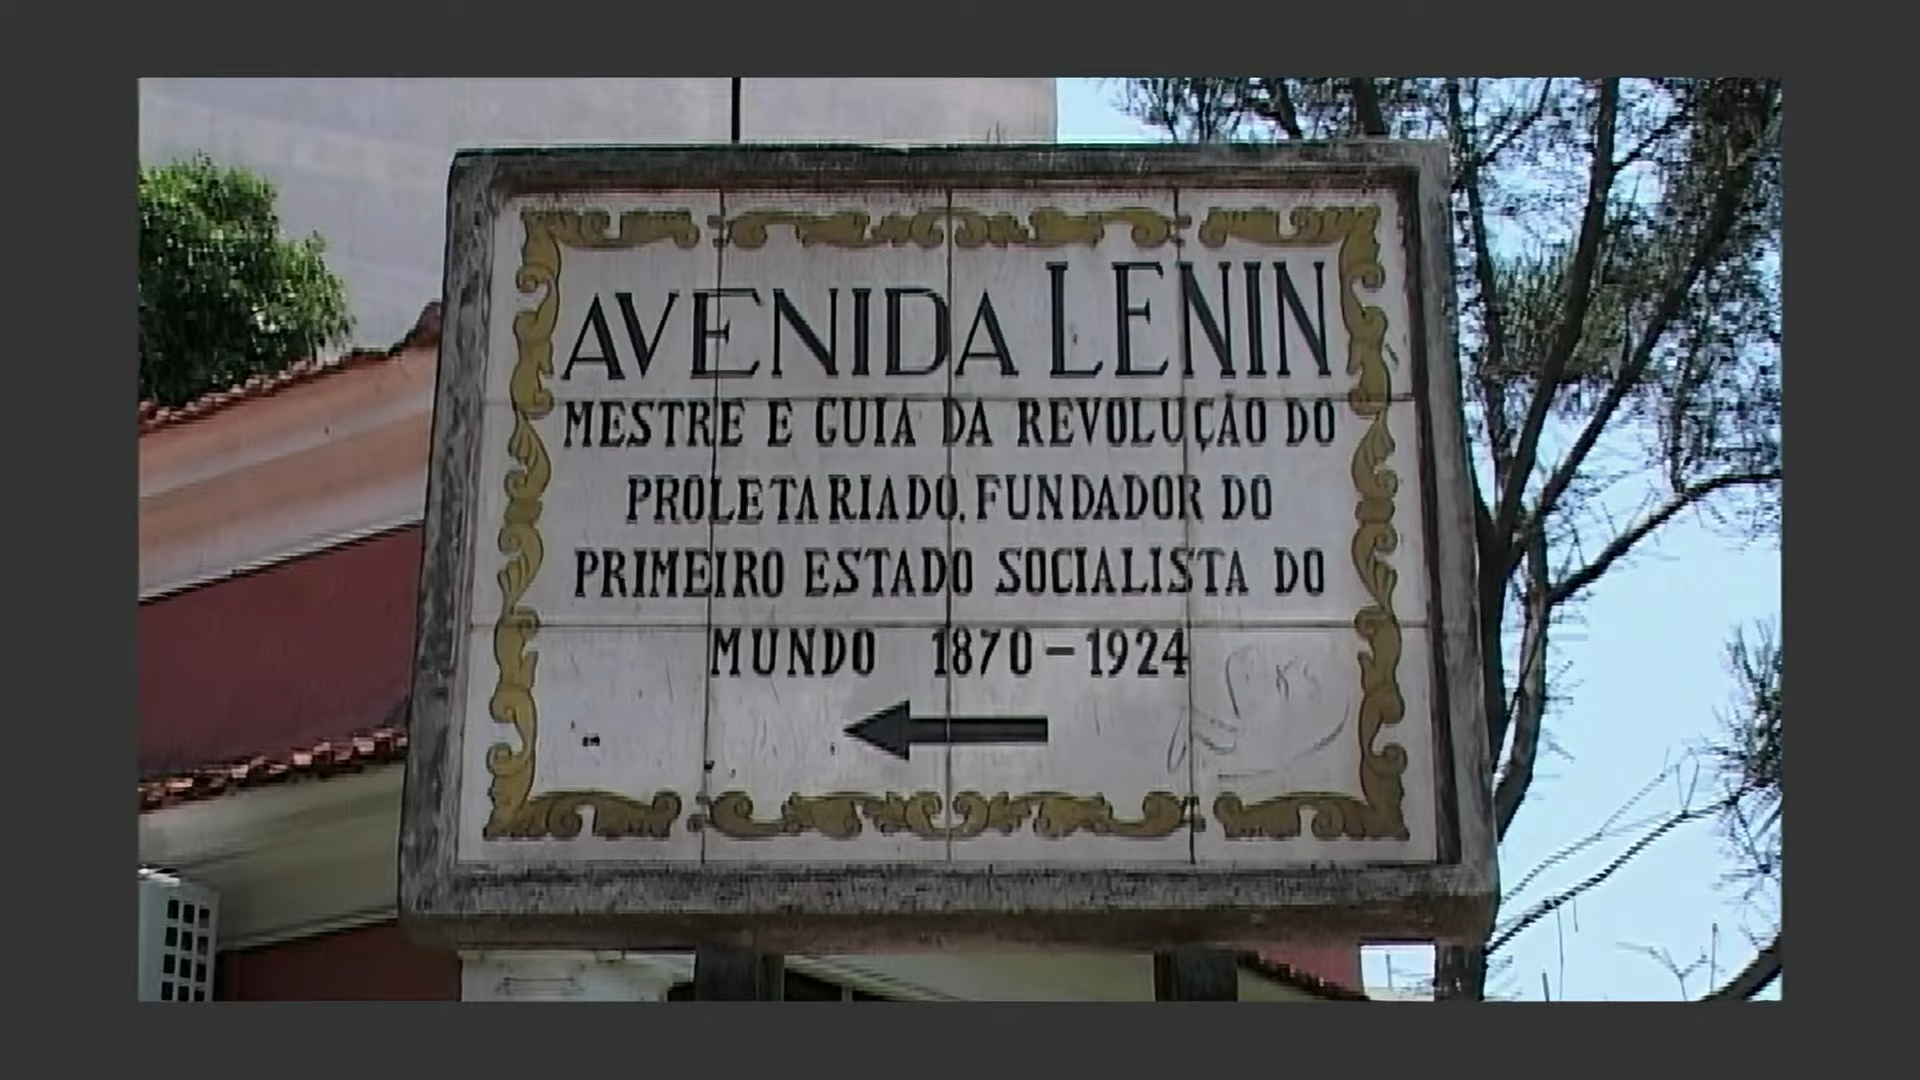 AVENIDA LENIN
MESTRE E GUIA DA REVOLUÇÃO DO
PROLETARIADO, FUNDADOR DO
PRIMEIRO ESTADO SOCIALISTA DO
MUNDO 1870-1924